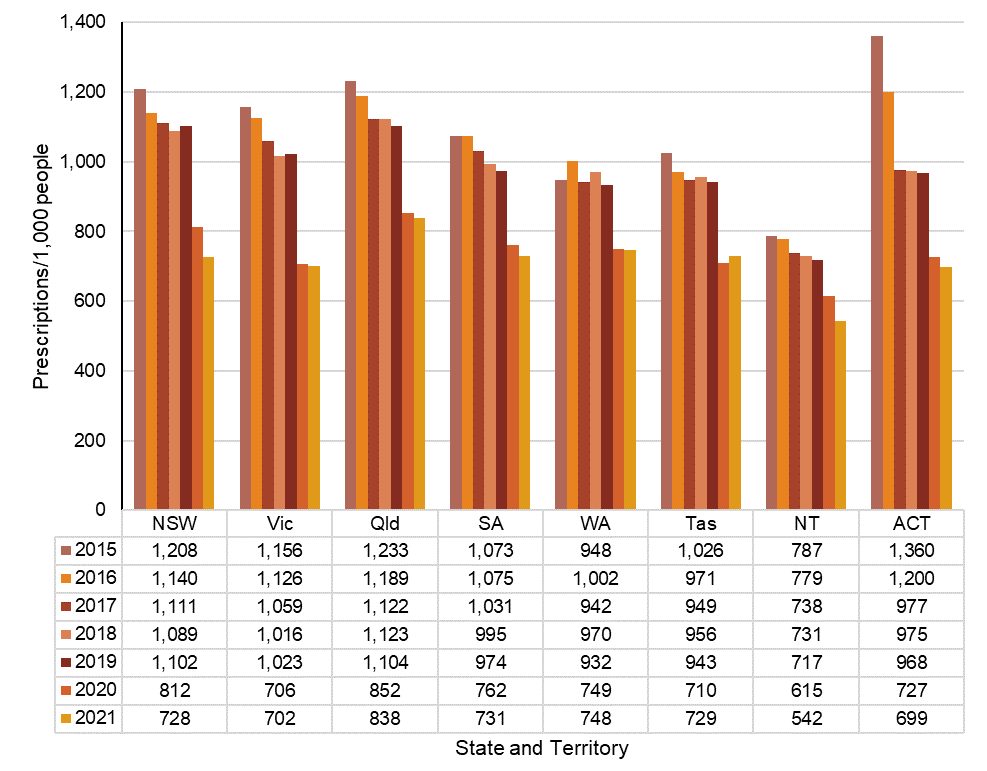 1,400
1,200
1,000
800
600
400
200
0
Prescriptions/1,000 people
NSW Vic Qld SA WA Tas NT ACT
2015 1,208 1,156 1,233 1,073 948 1,026 787 1,360
2016 1,140 1,126 1,189 1,075 1,002 971 779 1,200
2017 1,111 1,059 1,122 1,031 942 949 738 977
2018 1,089 1,016 1,123 995 970 956 731 975
2019 1,102 1,023 1,104 974 932 943 717 968
2020 812 706 852 762 749 710 615 727
2021 728 702 838 731 748 729 542 699
State and Territory